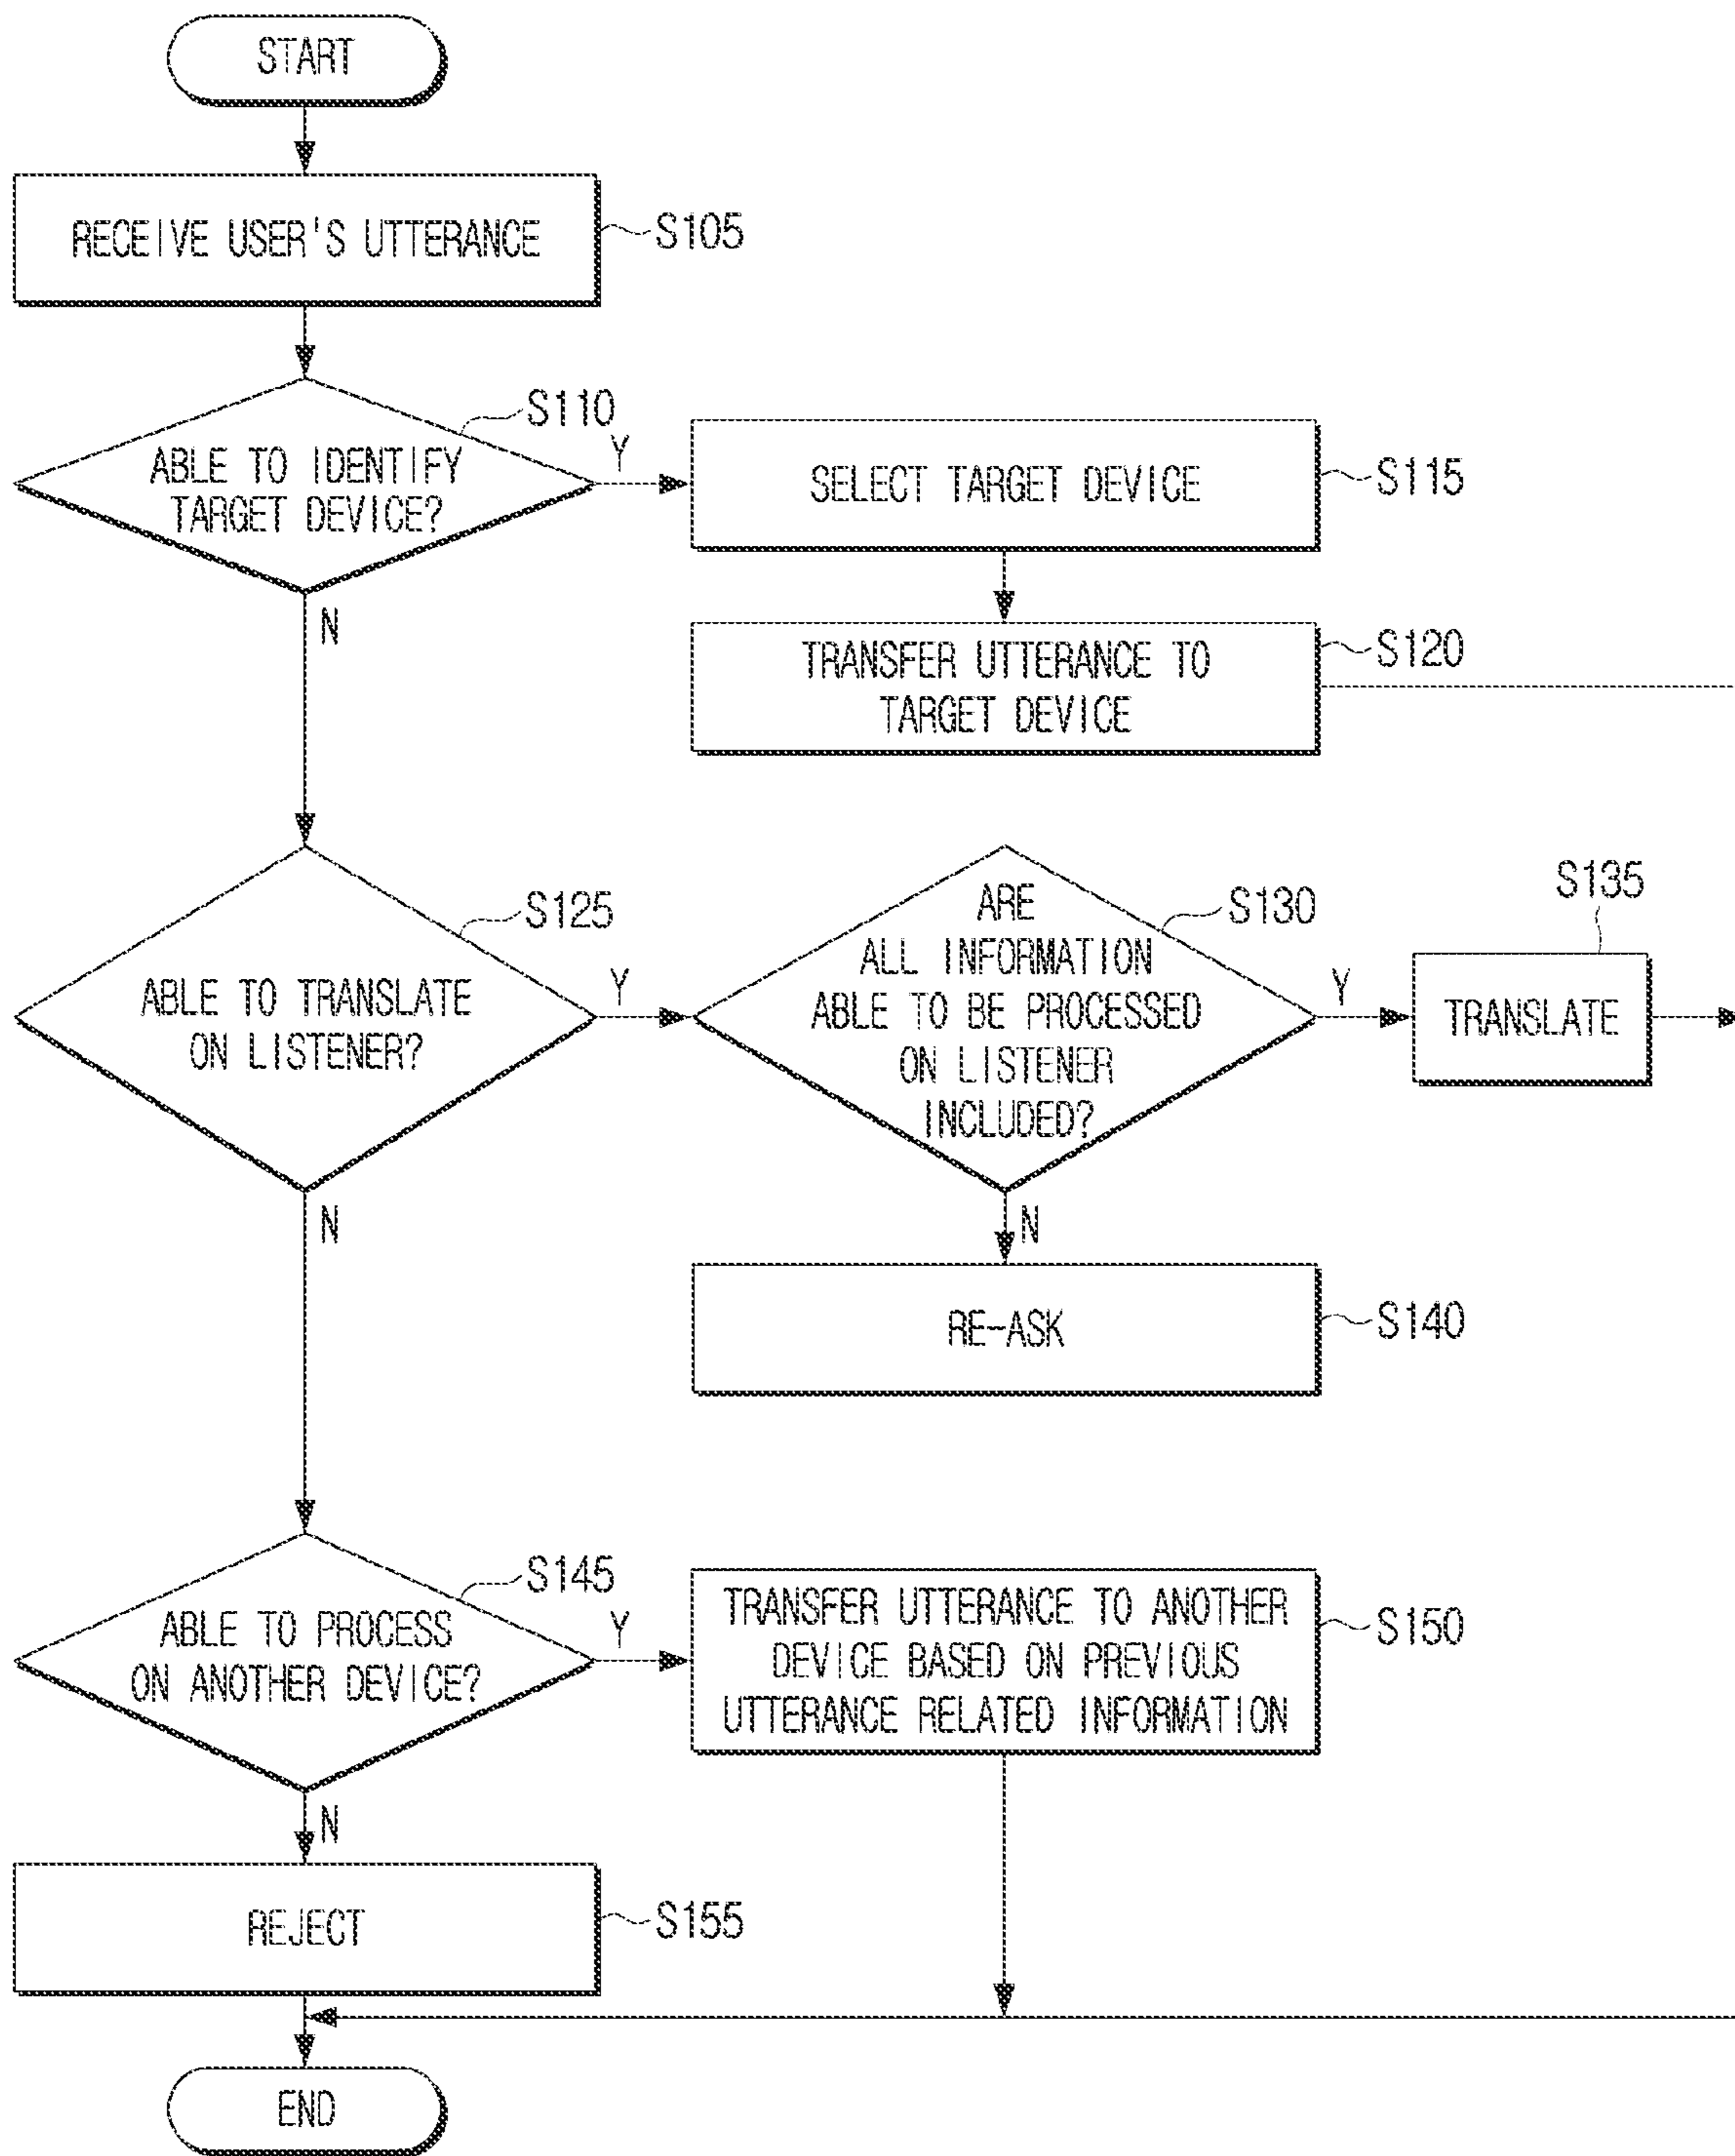 START
RECEIVE USER'S UTTERANCE
S105
S110
ABLE TO IDENTIFY
TARGET DEVICE?
Y
N
SELECT TARGET DEVICE
S115
TRANSFER UTTERANCE TO
TARGET DEVICE
S120
S125
ABLE TO TRANSLATE
ON LISTENER?
Y
N
S130
ARE
ALL INFORMATION
ABLE TO BE PROCESSED
ON LISTENER
INCLUDED?
Y
N
S135
TRANSLATE
RE-ASK
S140
S145
ABLE TO PROCESS
ON ANOTHER DEVICE?
Y
N
TRANSFER UTTERANCE TO ANOTHER
DEVICE BASED ON PREVIOUS
UTTERANCE RELATED INFORMATION
S150
REJECT
S155
END